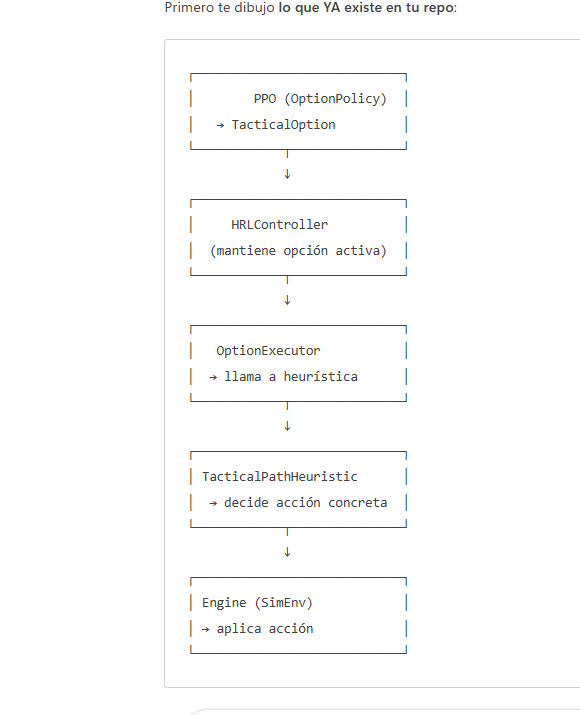 Primero te dibujo lo que YA existe en tu repo:
PPO (OptionPolicy)
→ TacticalOption
↓
HRLController
(mantiene opción activa)
↓
OptionExecutor
→ llama a heurística
↓
TacticalPathHeuristic
→ decide acción concreta
↓
Engine (SimEnv)
→ aplica acción